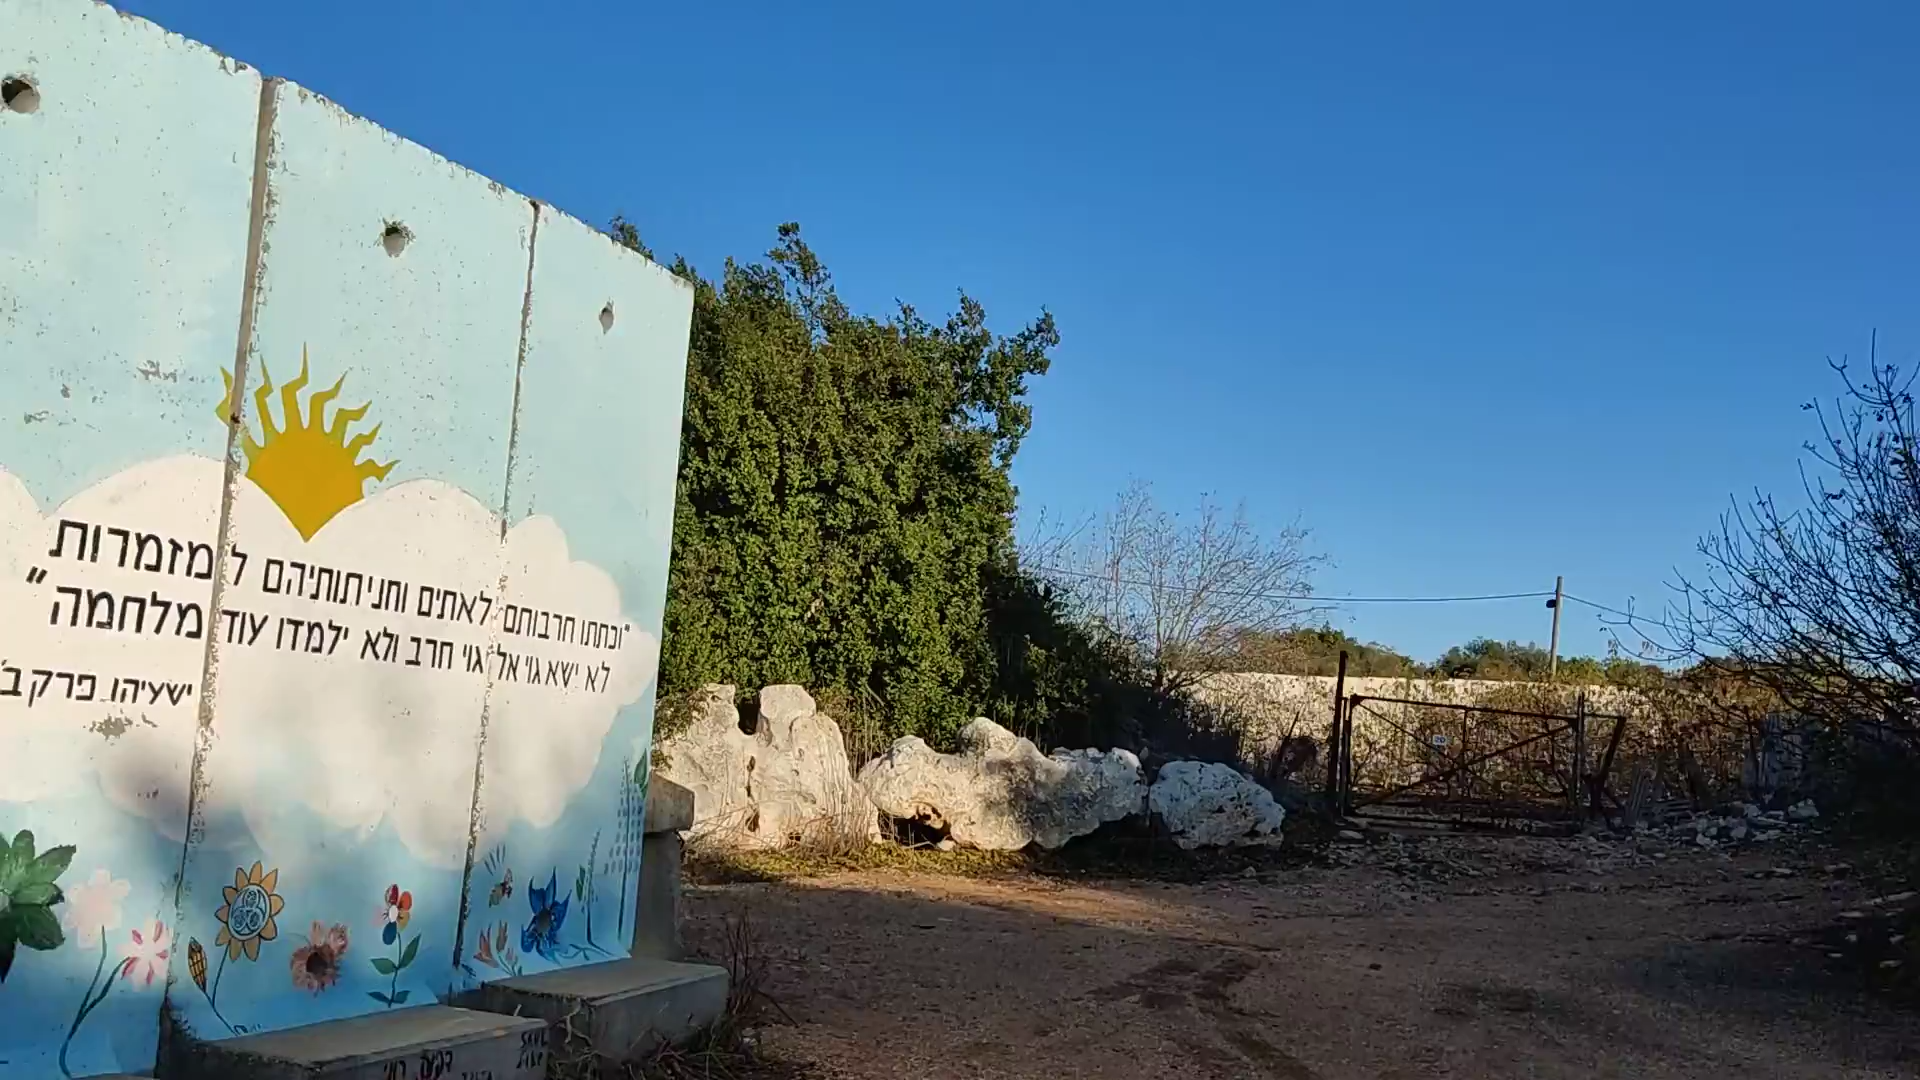 "וכתתו חרבותם לאתים וחניתותיהם למזמרות
לא ישא גוי אל גוי חרב ולא ילמדו עוד מלחמה"
ישעיהו פרק ב'